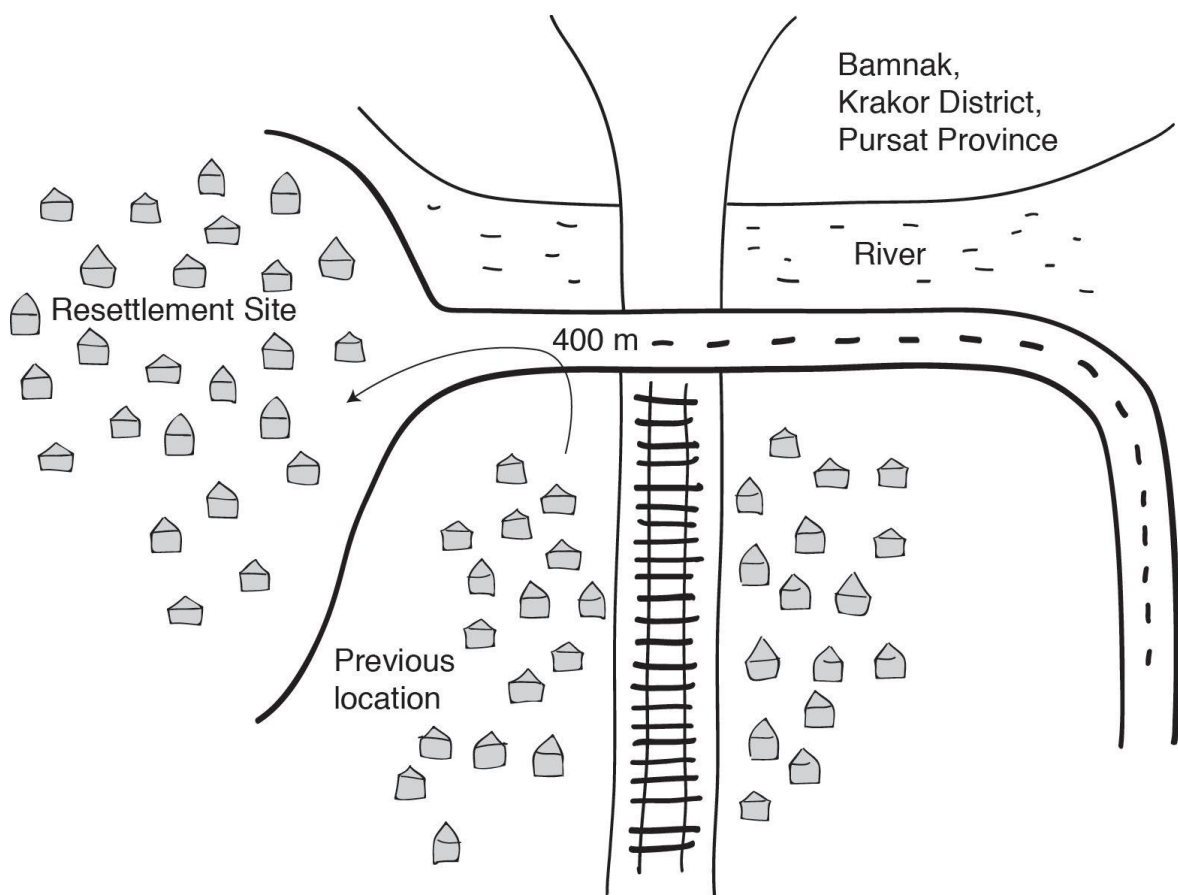 Bamnak,
Krakor District,
Pursat Province
River
Resettlement Site
400 m
Previous
location